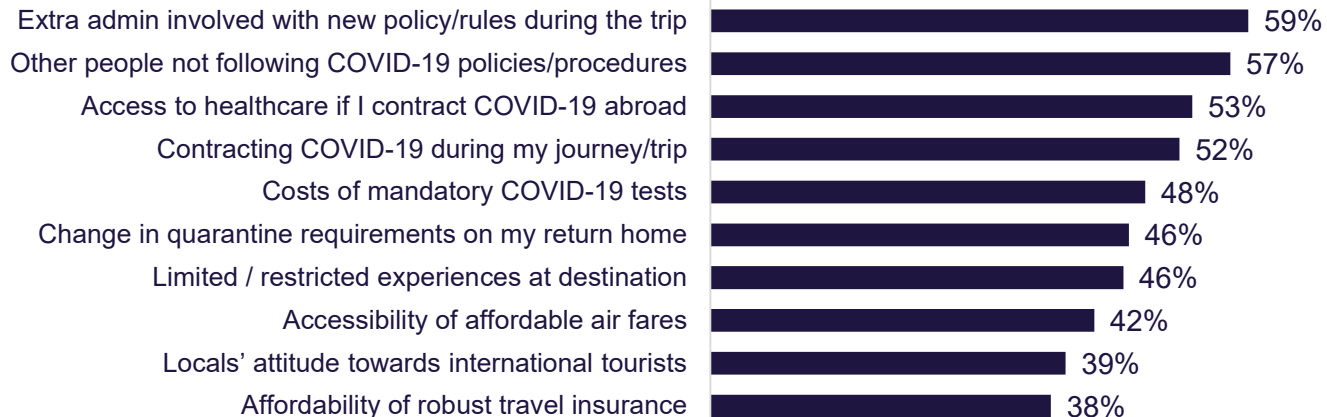 Extra admin involved with new policy/rules during the trip 59%
Other people not following COVID-19 policies/procedures 57%
Access to healthcare if I contract COVID-19 abroad 53%
Contracting COVID-19 during my journey/trip 52%
Costs of mandatory COVID-19 tests 48%
Change in quarantine requirements on my return home 46%
Limited / restricted experiences at destination 46%
Accessibility of affordable air fares 42%
Locals’ attitude towards international tourists 39%
Affordability of robust travel insurance 38%